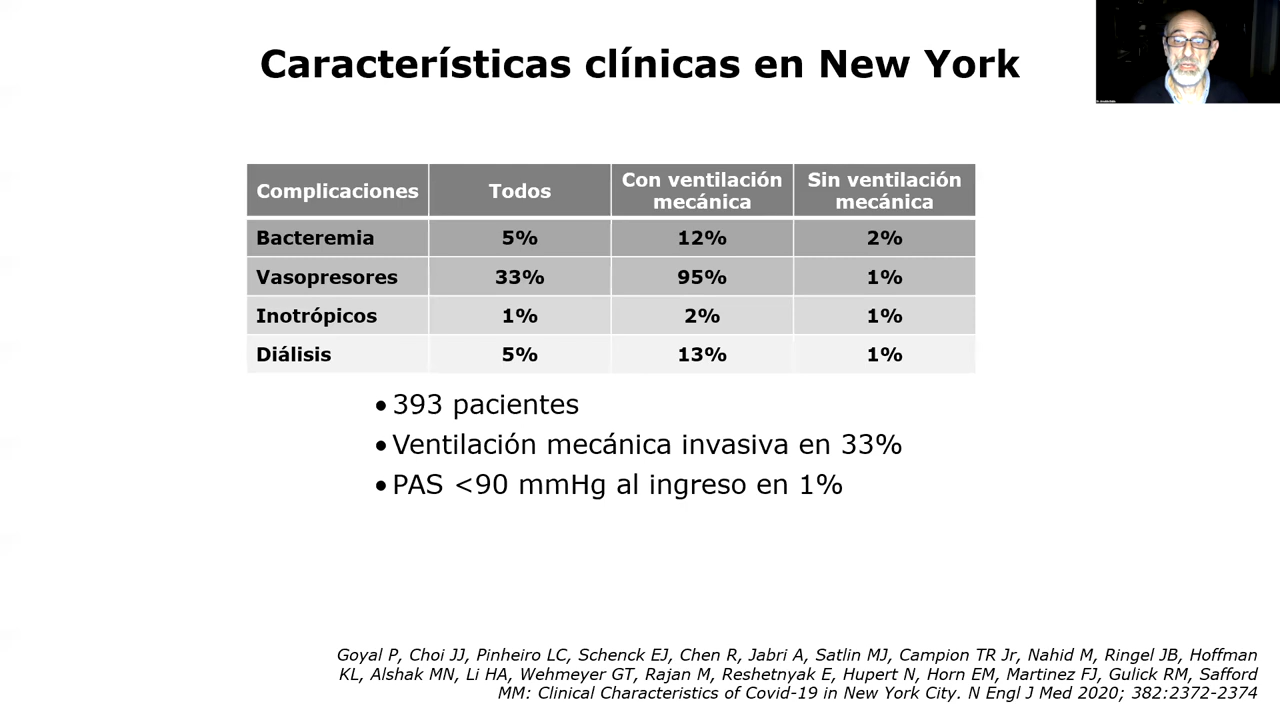 Características clínicas en New York
Complicaciones Todos Con ventilación mecánica Sin ventilación mecánica
Bacteremia 5% 12% 2%
Vasopresores 33% 95% 1%
Inotrópicos 1% 2% 1%
Diálisis 5% 13% 1%
•393 pacientes
•Ventilación mecánica invasiva en 33%
•PAS <90 mmHg al ingreso en 1%
Goyal P, Choi JJ, Pinheiro LC, Schenck EJ, Chen R, Jabri A, Satlin MJ, Campion TR Jr, Nahid M, Ringel JB, Hoffman
KL, Alshak MN, Li HA, Wehmeyer GT, Rajan M, Reshetnyak E, Hupert N, Horn EM, Martinez FJ, Gulick RM, Safford
MM: Clinical Characteristics of Covid-19 in New York City. N Engl J Med 2020; 382:2372-2374